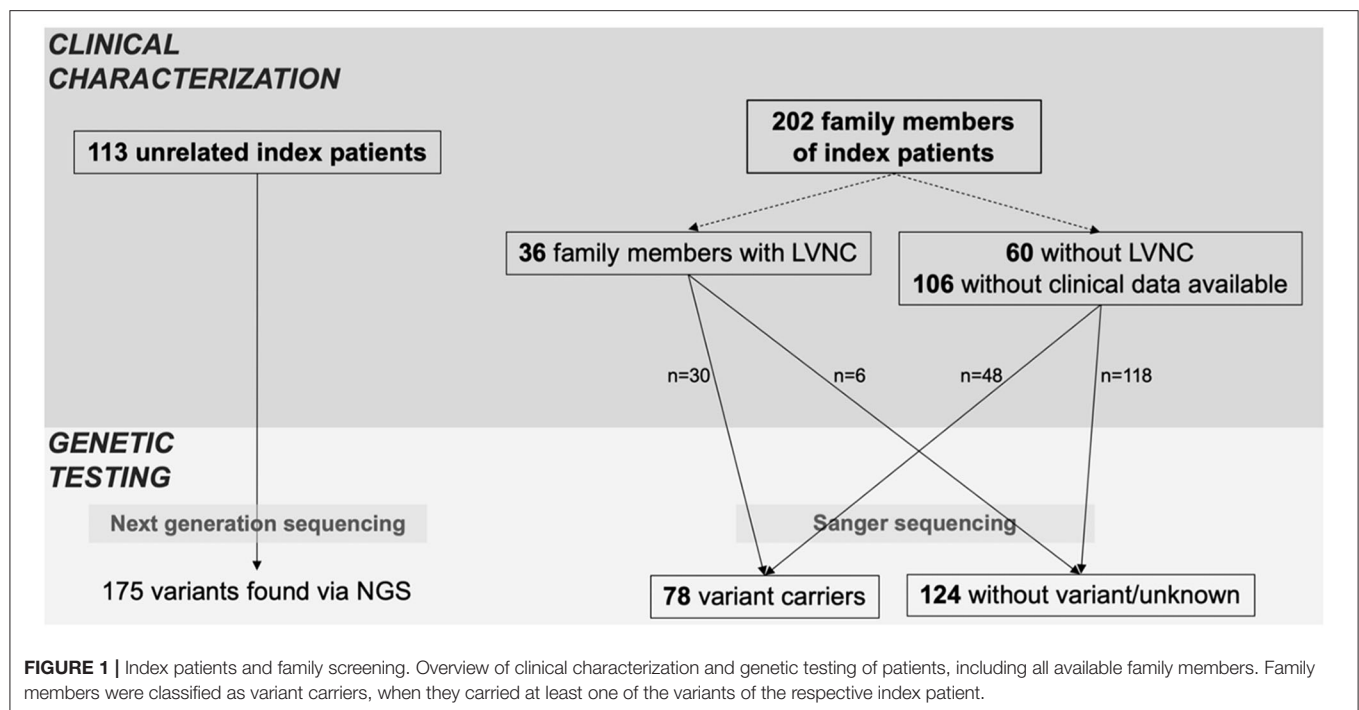 CLINICAL
CHARACTERIZATION
113 unrelated index patients
202 family members
of index patients
36 family members with LVNC
60 without LVNC
106 without clinical data available
n=30
n=6
n=48
n=118
GENETIC
TESTING
Next generation sequencing
Sanger sequencing
175 variants found via NGS
78 variant carriers
124 without variant/unknown
FIGURE 1 | Index patients and family screening. Overview of clinical characterization and genetic testing of patients, including all available family members. Family
members were classified as variant carriers, when they carried at least one of the variants of the respective index patient.